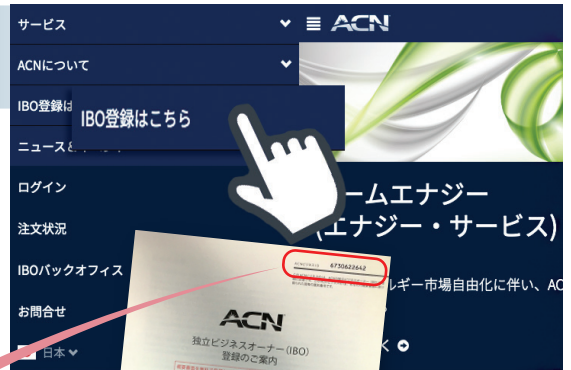 サービス
ACNについて
IBO登録は
IBO登録はこちら
ニュース&
ログイン
注文状況
IBOバックオフィス
お問合せ
日本
ACN
ームエナジー
(エナジー・サービス)
ルギー市場自由化に伴い、AC
く
6730622642
ACN
独立ビジネスオーナー(IBO)
登録のご案内